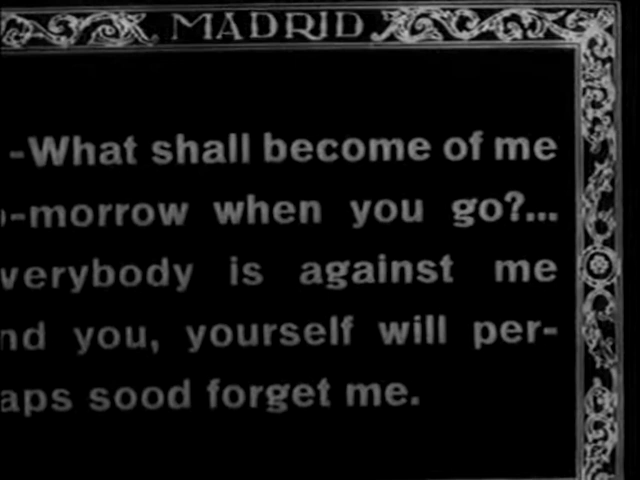 MADRID
-What shall become of me
o-morrow when you go?...
verybody is against me
nd you, yourself will per-
aps sood forget me.